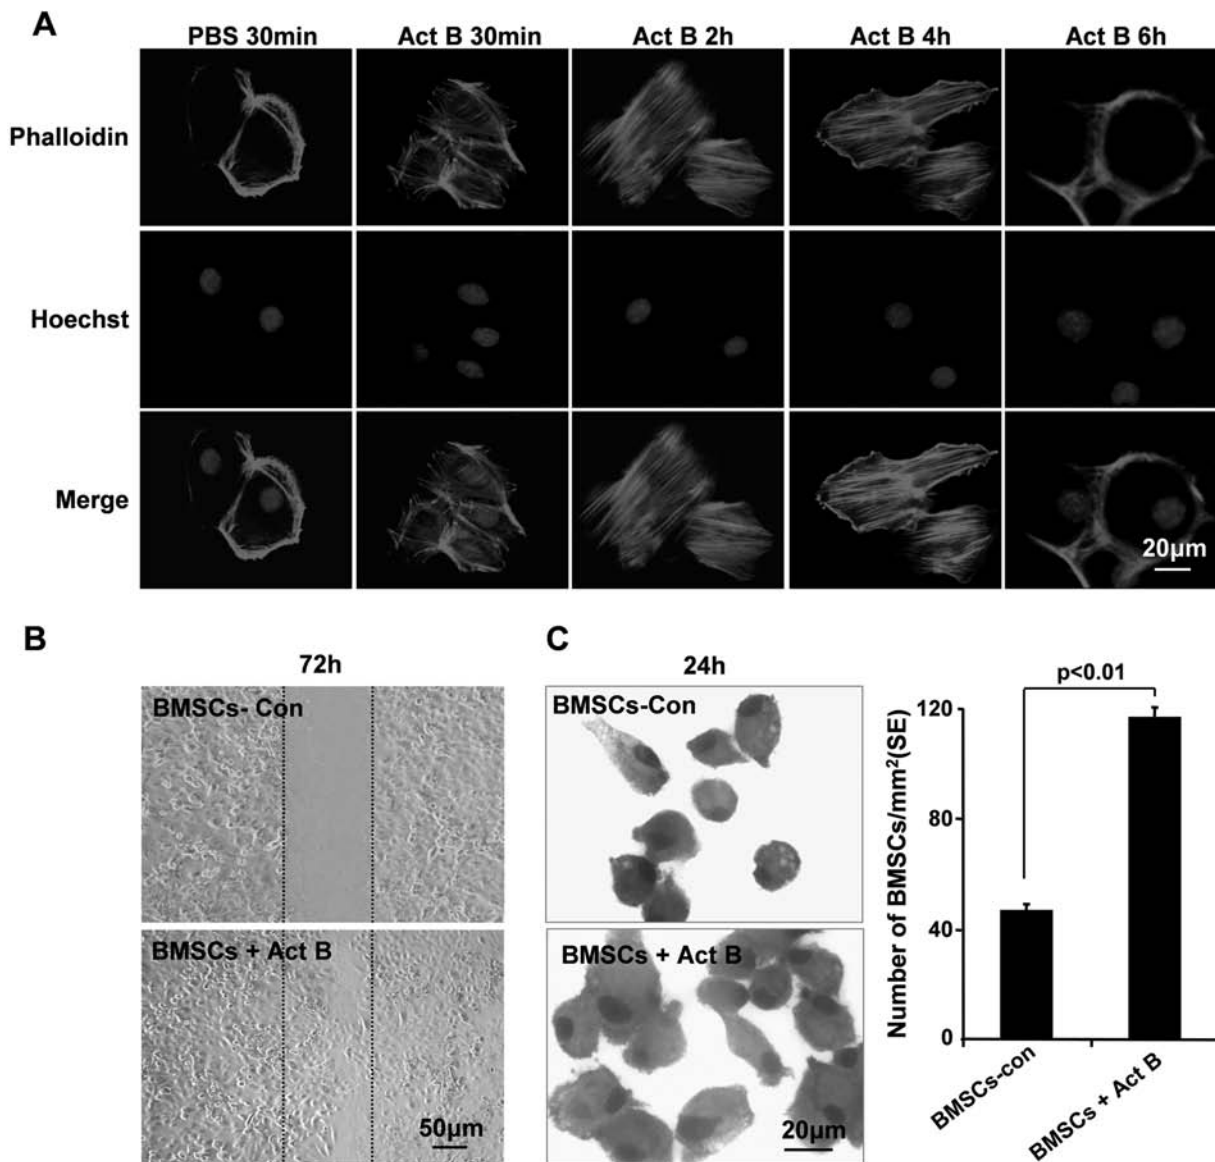 A
PBS 30min Act B 30min Act B 2h Act B 4h Act B 6h
Phalloidin
Hoechst
Merge
20µm
B
72h
BMSCs- Con
BMSCs + Act B
50µm
C
24h
BMSCs-Con
BMSCs + Act B
20µm
p<0.01
Number of BMSCs/mm²(SE)
120
80
40
0
BMSCs-con
BMSCs + Act B